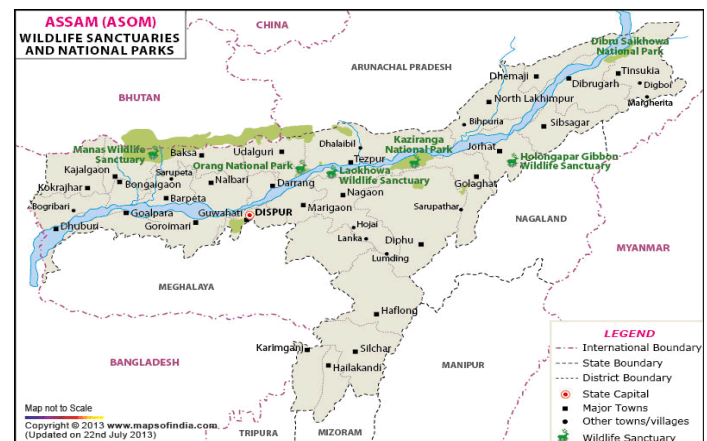 ASSAM (ASOM)
WILDLIFE SANCTUARIES
AND NATIONAL PARKS
CHINA
Dibru Saikhowa
National Park
ARUNACHAL PRADESH
Dhemaji
Tinsukia
Dibrugarh
Digboi
BHUTAN
North Lakhimpur
Margherita
Bihpuria
Sibsagar
Dhalaibil
Kaziranga
National Park
Manas Wildlife
Sanctuary
Baksa
Udalguri
Tezpur
Jorhat
Holongapar Gibbon
Wildlife Sanctuary
Orang National Park
Kajalgaon
Sarupeta
Laokhowa
Wildlife Sanctuary
Kokrajhar
Bongaigaon
Nalbari
Darrang
Nagaon
Golaghat
Barpeta
Bogribari
Goalpara
Guwahati
DISPUR
Marigaon
Sarupathar
NAGALAND
Dhuburi
Goroimari
Hojai
Lanka
Diphu
MYANMAR
Lumding
MEGHALAYA
Haflong
BANGLADESH
Karimganj
Silchar
Hailakandi
MANIPUR
TRIPURA
MIZORAM
Map not to Scale
Copyright © 2013 www.mapsofindia.com
(Updated on 22nd July 2013)
LEGEND
International Boundary
State Boundary
District Boundary
State Capital
Major Towns
Other towns/villages
Wildlife Sanctuary